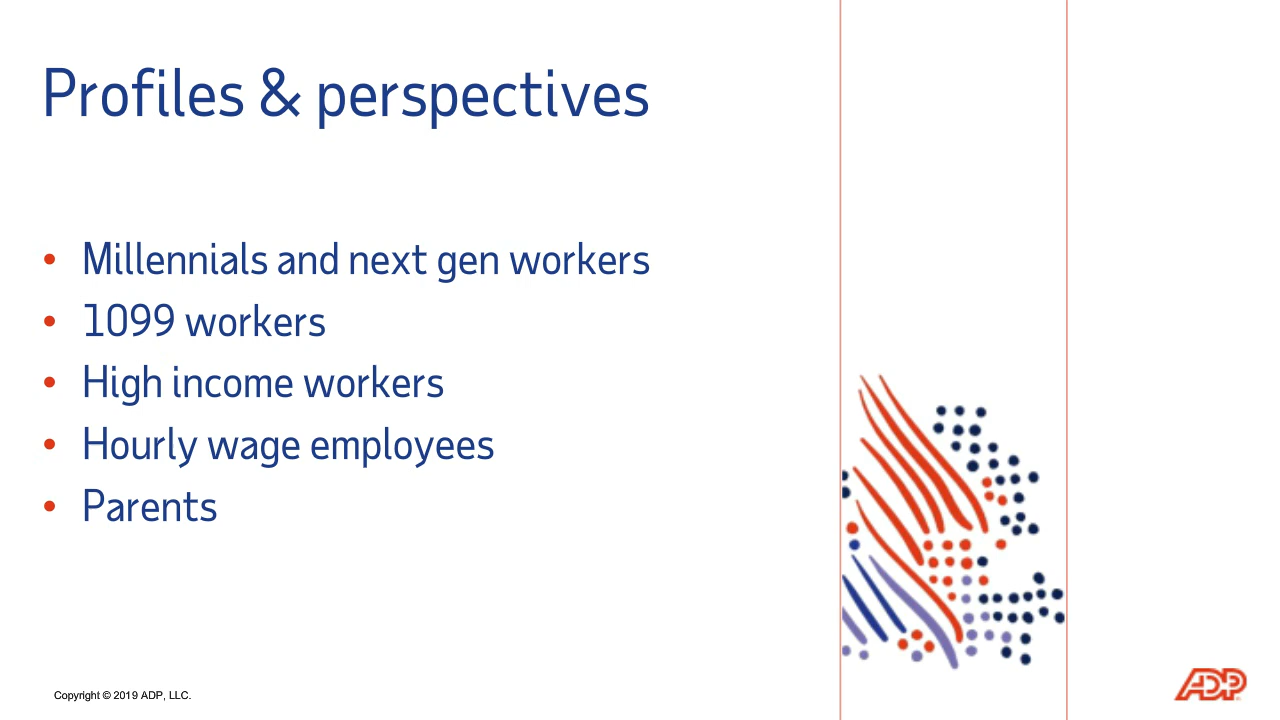 Profiles & perspectives
• Millennials and next gen workers
• 1099 workers
• High income workers
• Hourly wage employees
• Parents
Copyright © 2019 ADP, LLC.
ADP